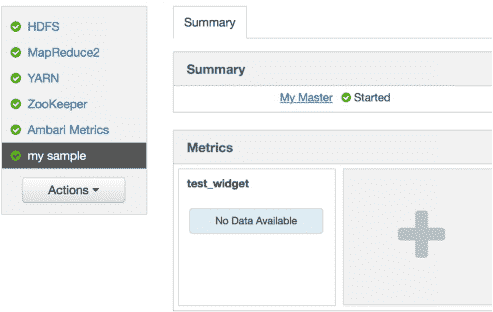 HDFS
MapReduce2
YARN
ZooKeeper
Ambari Metrics
my sample
Actions
Summary
Summary
My Master Started
Metrics
test_widget
No Data Available